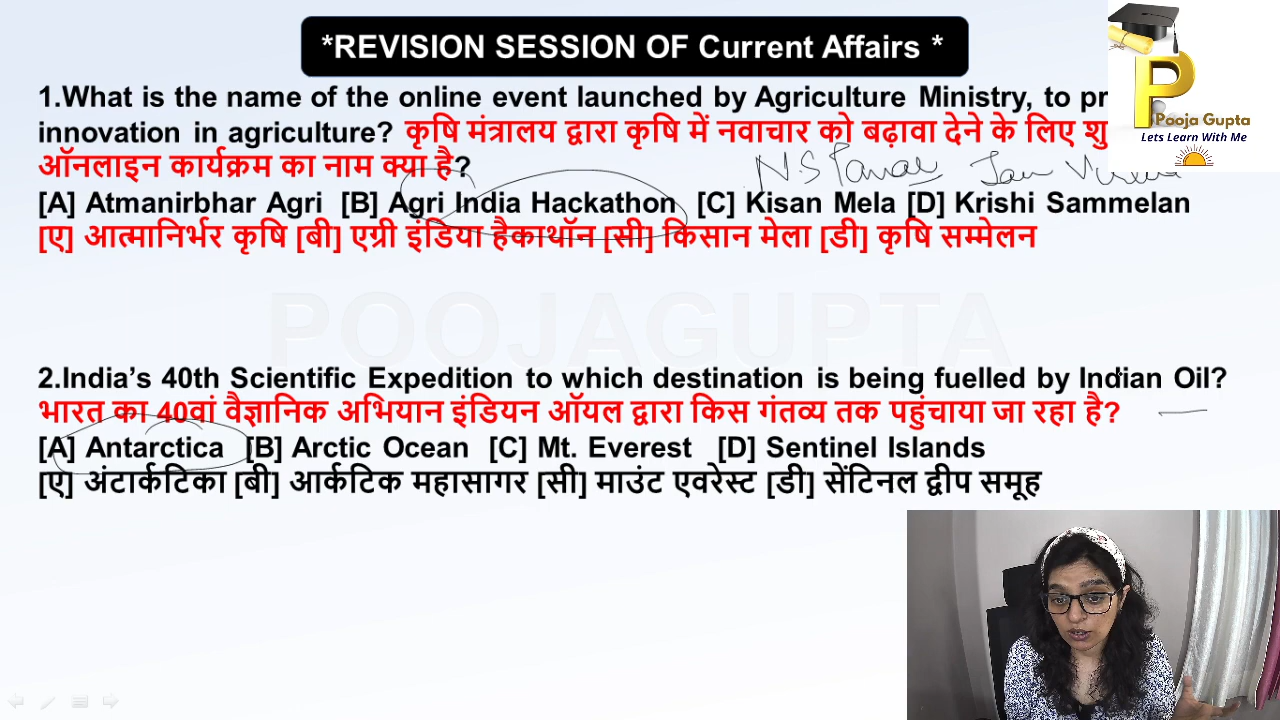 *REVISION SESSION OF Current Affairs *
1.What is the name of the online event launched by Agriculture Ministry, to pr
innovation in agriculture? कृषि मंत्रालय द्वारा कृषि में नवाचार को बढ़ावा देने के लिए शु
ऑनलाइन कार्यक्रम का नाम क्या है?
N.S
[A] Atmanirbhar Agri [B] Agri India Hackathon [C] Kisan Mela [D] Krishi Sammelan
[ए] आत्मानिर्भर कृषि [बी] एग्री इंडिया हैकाथॉन [सी] किसान मेला [डी] कृषि सम्मेलन
POOJAGUPTA
2.India’s 40th Scientific Expedition to which destination is being fuelled by Indian Oil?
भारत का 40वां वैज्ञानिक अभियान इंडियन ऑयल द्वारा किस गंतव्य तक पहुंचाया जा रहा है?
[A] Antarctica [B] Arctic Ocean [C] Mt. Everest [D] Sentinel Islands
[ए] अंटार्कटिका [बी] आर्कटिक महासागर [सी] माउंट एवरेस्ट [डी] सेंटिनल द्वीप समूह
P
Pooja Gupta
Lets Learn With Me